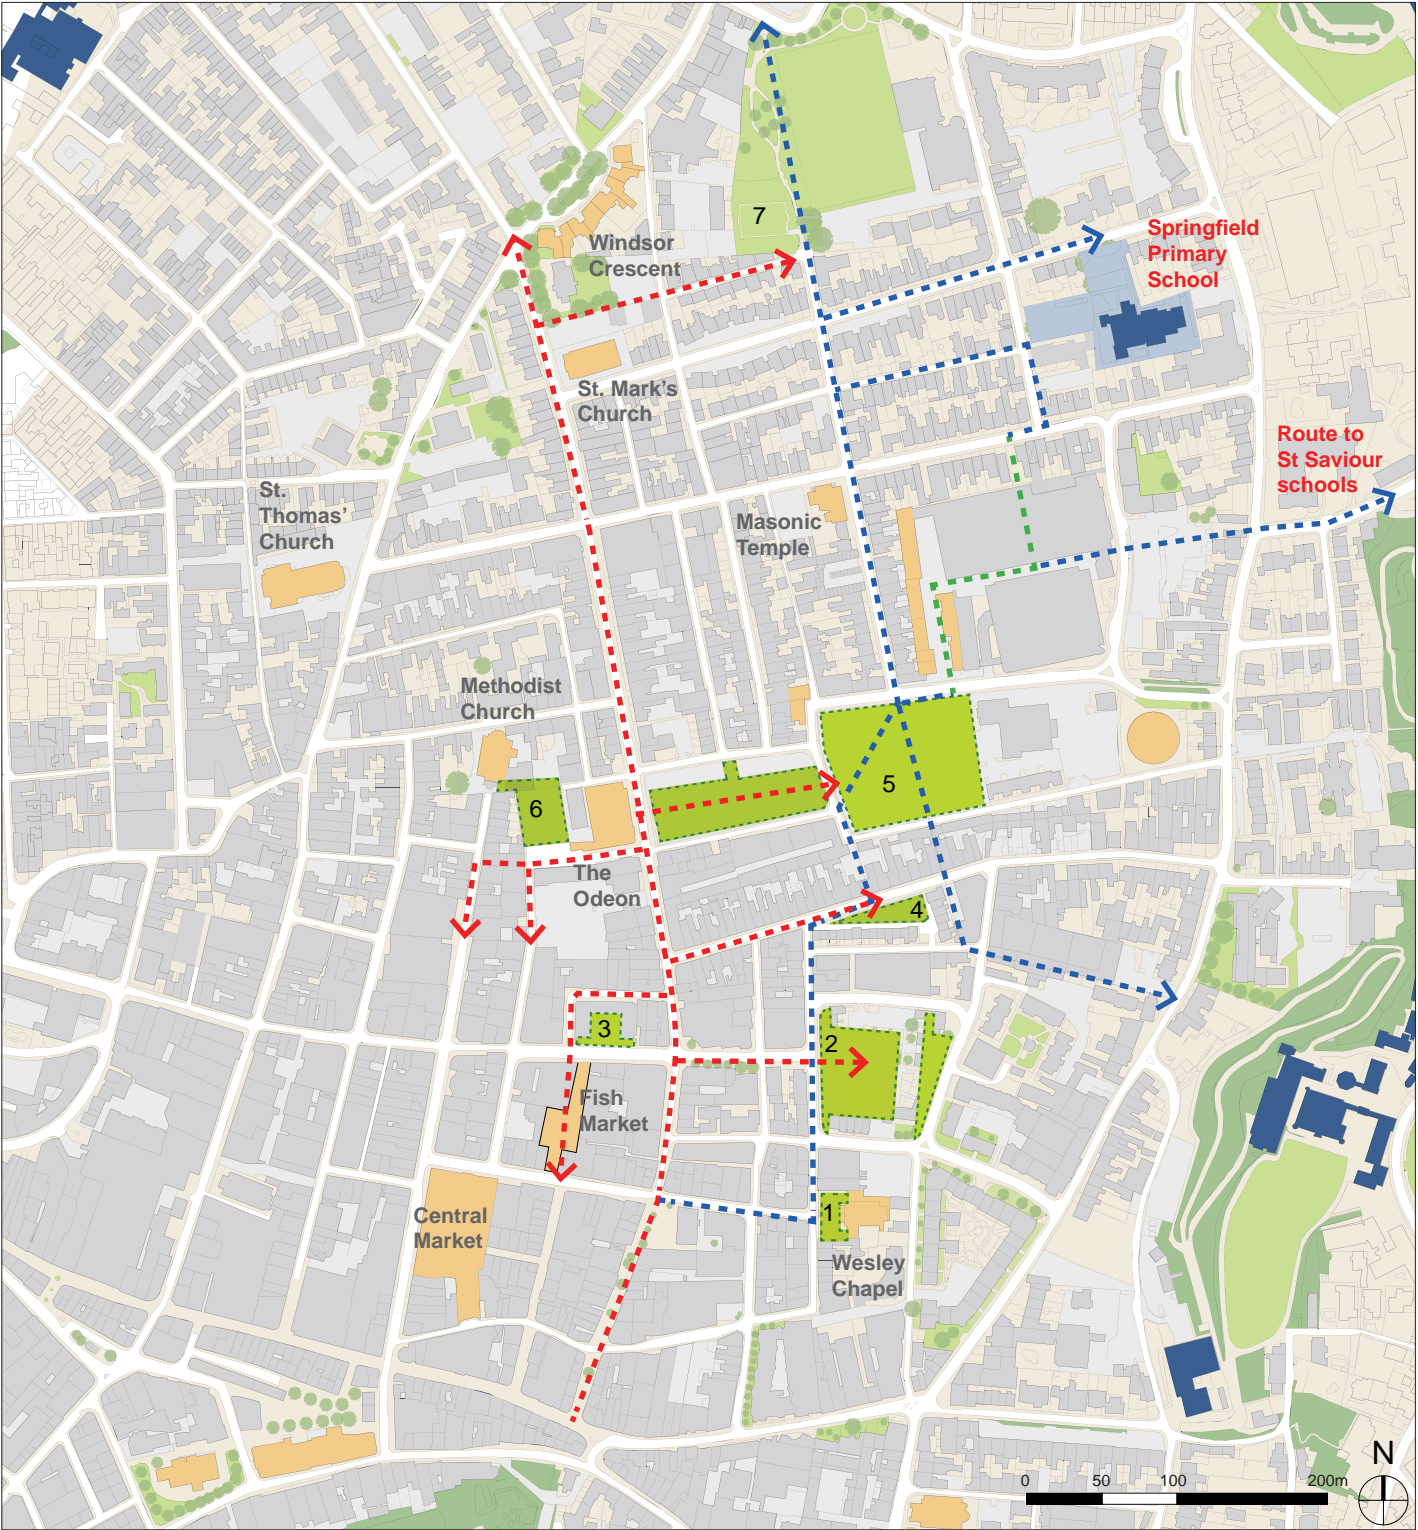 7
Windsor
Crescent
Springfield
Primary
School
St. Mark's
Church
Route to
St Saviour
schools
St.
Thomas'
Church
Masonic
Temple
Methodist
Church
6
5
The
Odeon
4
3
2
Fish
Market
Central
Market
1
Wesley
Chapel
N
0 50 100 200m